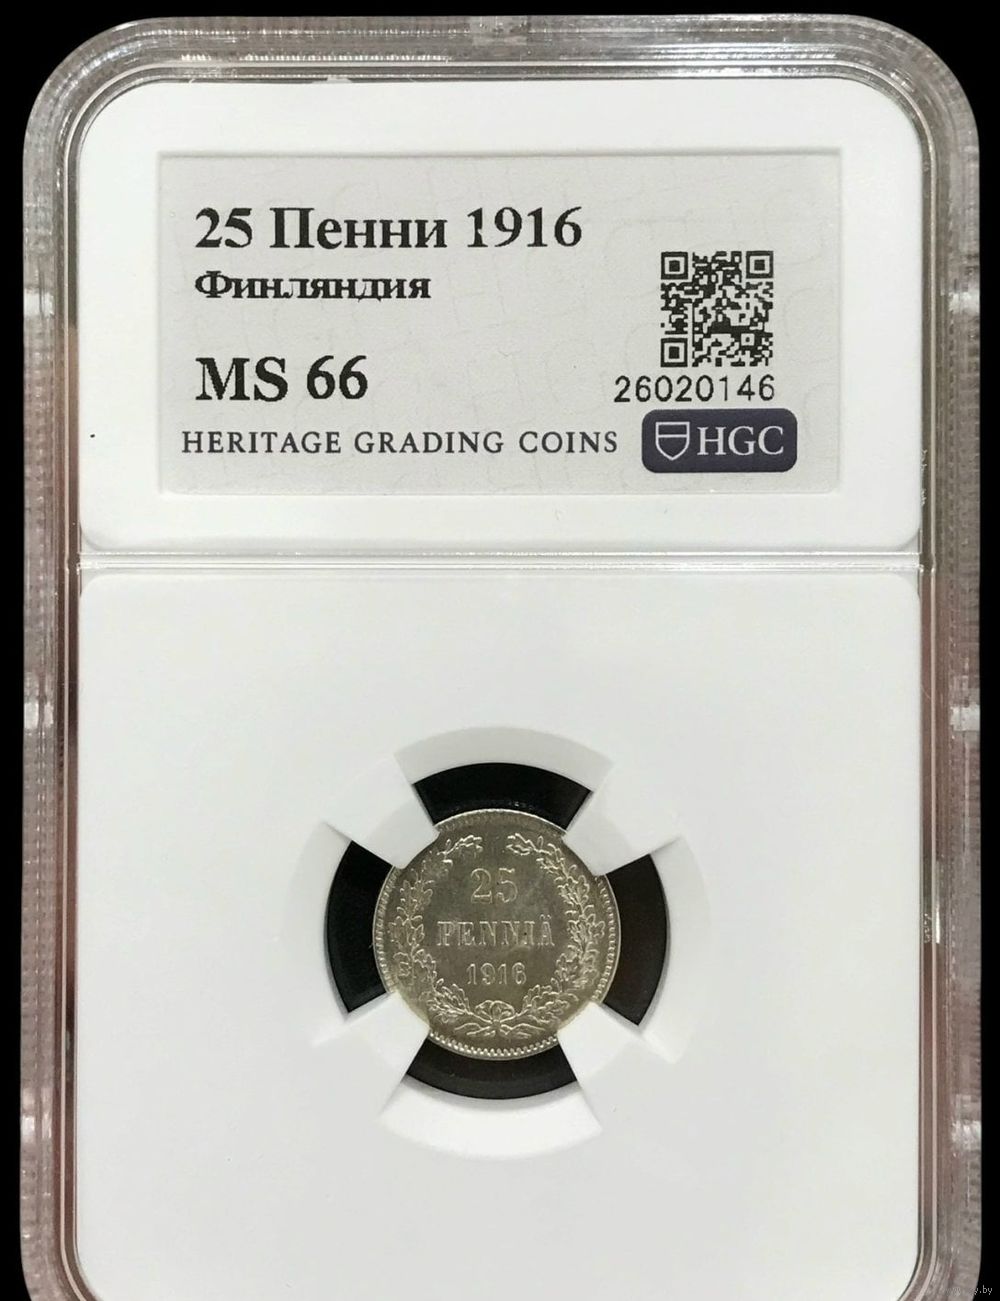 25 Пенни 1916
Финляндия
MS 66
26020146
HERITAGE GRADING COINS
HGC
25
PENNIÄ
1916